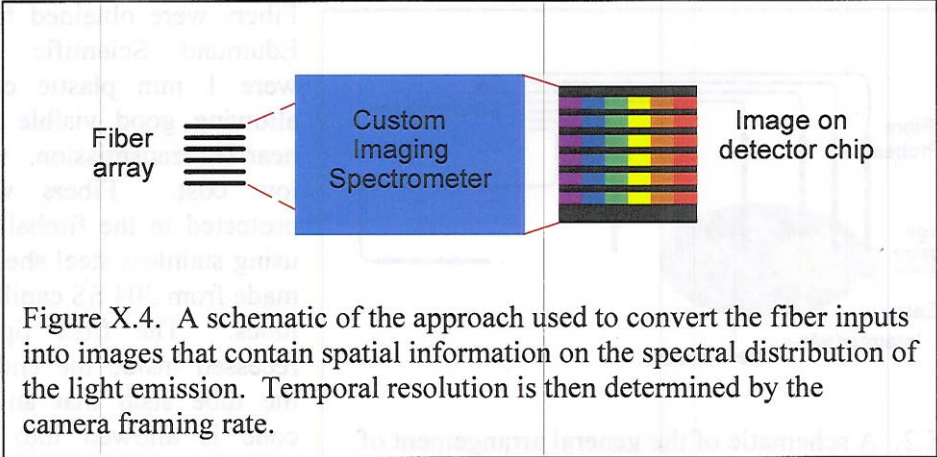 Fiber
array
Custom
Imaging
Spectrometer
Image on
detector chip
Figure X.4. A schematic of the approach used to convert the fiber inputs
into images that contain spatial information on the spectral distribution of
the light emission. Temporal resolution is then determined by the
camera framing rate.